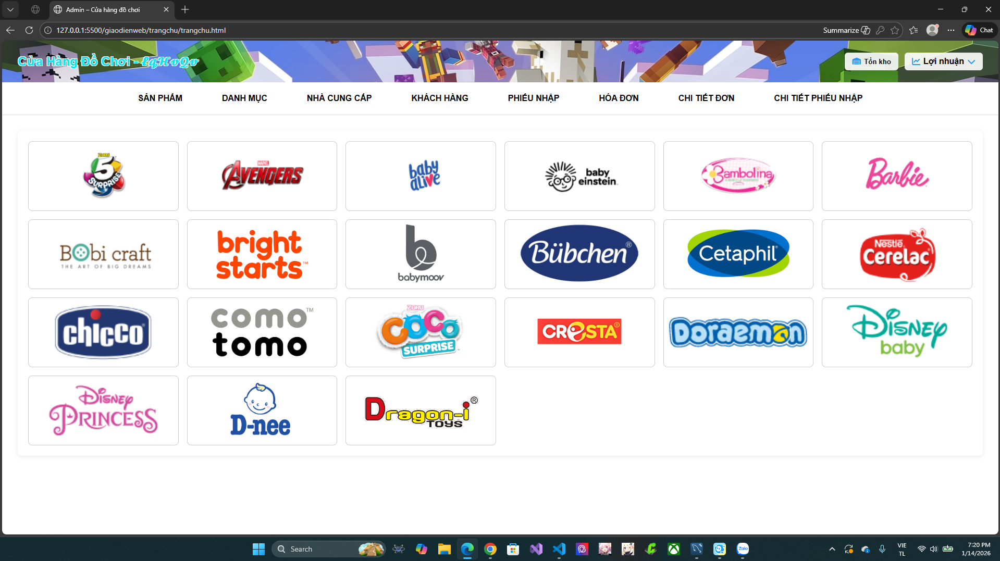 Admin – Cửa hàng đồ chơi
127.0.0.1:5500/giaodienweb/trangchu/trangchu.html
Summarize
Chat
Cửa Hàng Đồ Chơi - 𝓛𝓺𝓗𝓸𝓠𝓸
Tồn kho
Lợi nhuận
SẢN PHẨM DANH MỤC NHÀ CUNG CẤP KHÁCH HÀNG PHIẾU NHẬP HÓA ĐƠN CHI TIẾT ĐƠN CHI TIẾT PHIẾU NHẬP
ZURU
5
SURPRISE
MARVEL
AVENGERS
baby
alive
baby
einstein
Bambolina
Barbie
Bobi craft
THE ART OF BIG DREAMS
bright
starts™
babymoov
Bübchen®
Cetaphil®
Nestlé
Cerelac
chicco
como™
tomo
ZURU
COCO
SURPRISE
CRESTA®
DORAEMON
Disney
baby
Disney
PRINCESS
D-nee
Dragon-i®
TOYS
Search
Zalo
VIE
TL
7:20 PM
1/14/2026